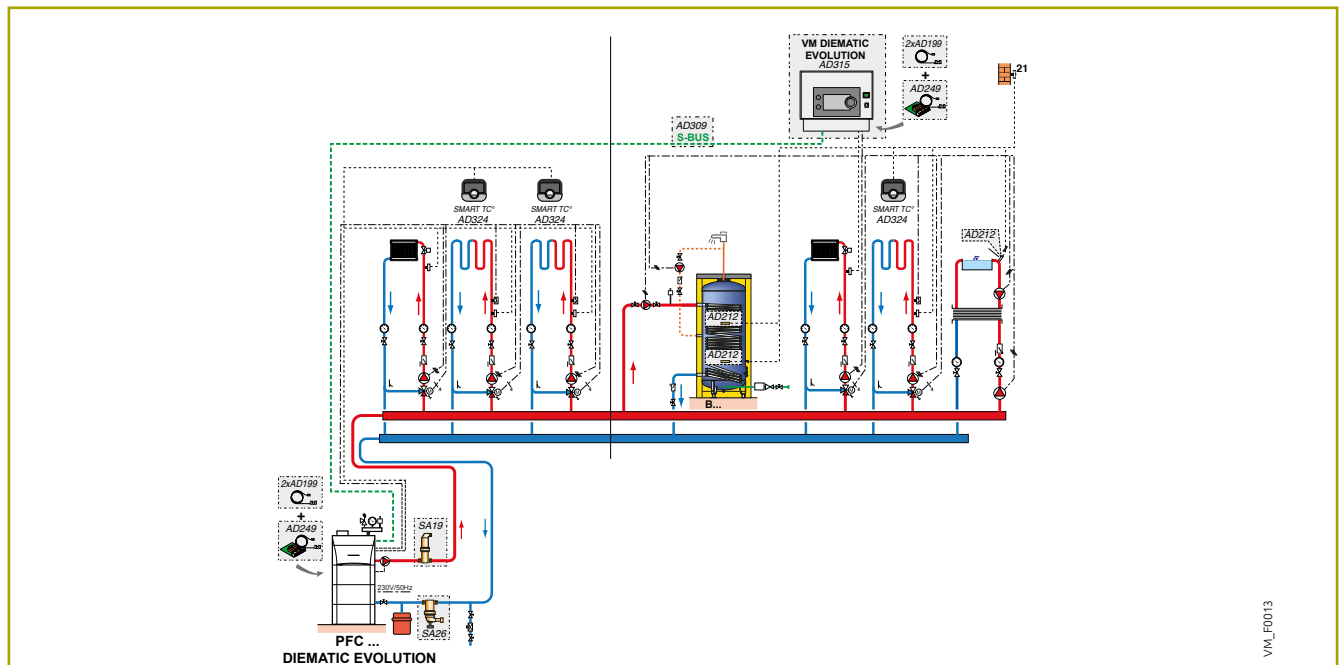 VM DIEMATIC
EVOLUTION
AD315
2xAD199
+
AD249
21
AD309
S-BUS
SMART TC°
AD324
SMART TC°
AD324
SMART TC°
AD324
AD212
AD212
AD212
B...
2xAD199
+
AD249
SA19
230V/50Hz
SA26
PFC ...
DIEMATIC EVOLUTION
VM_F0013